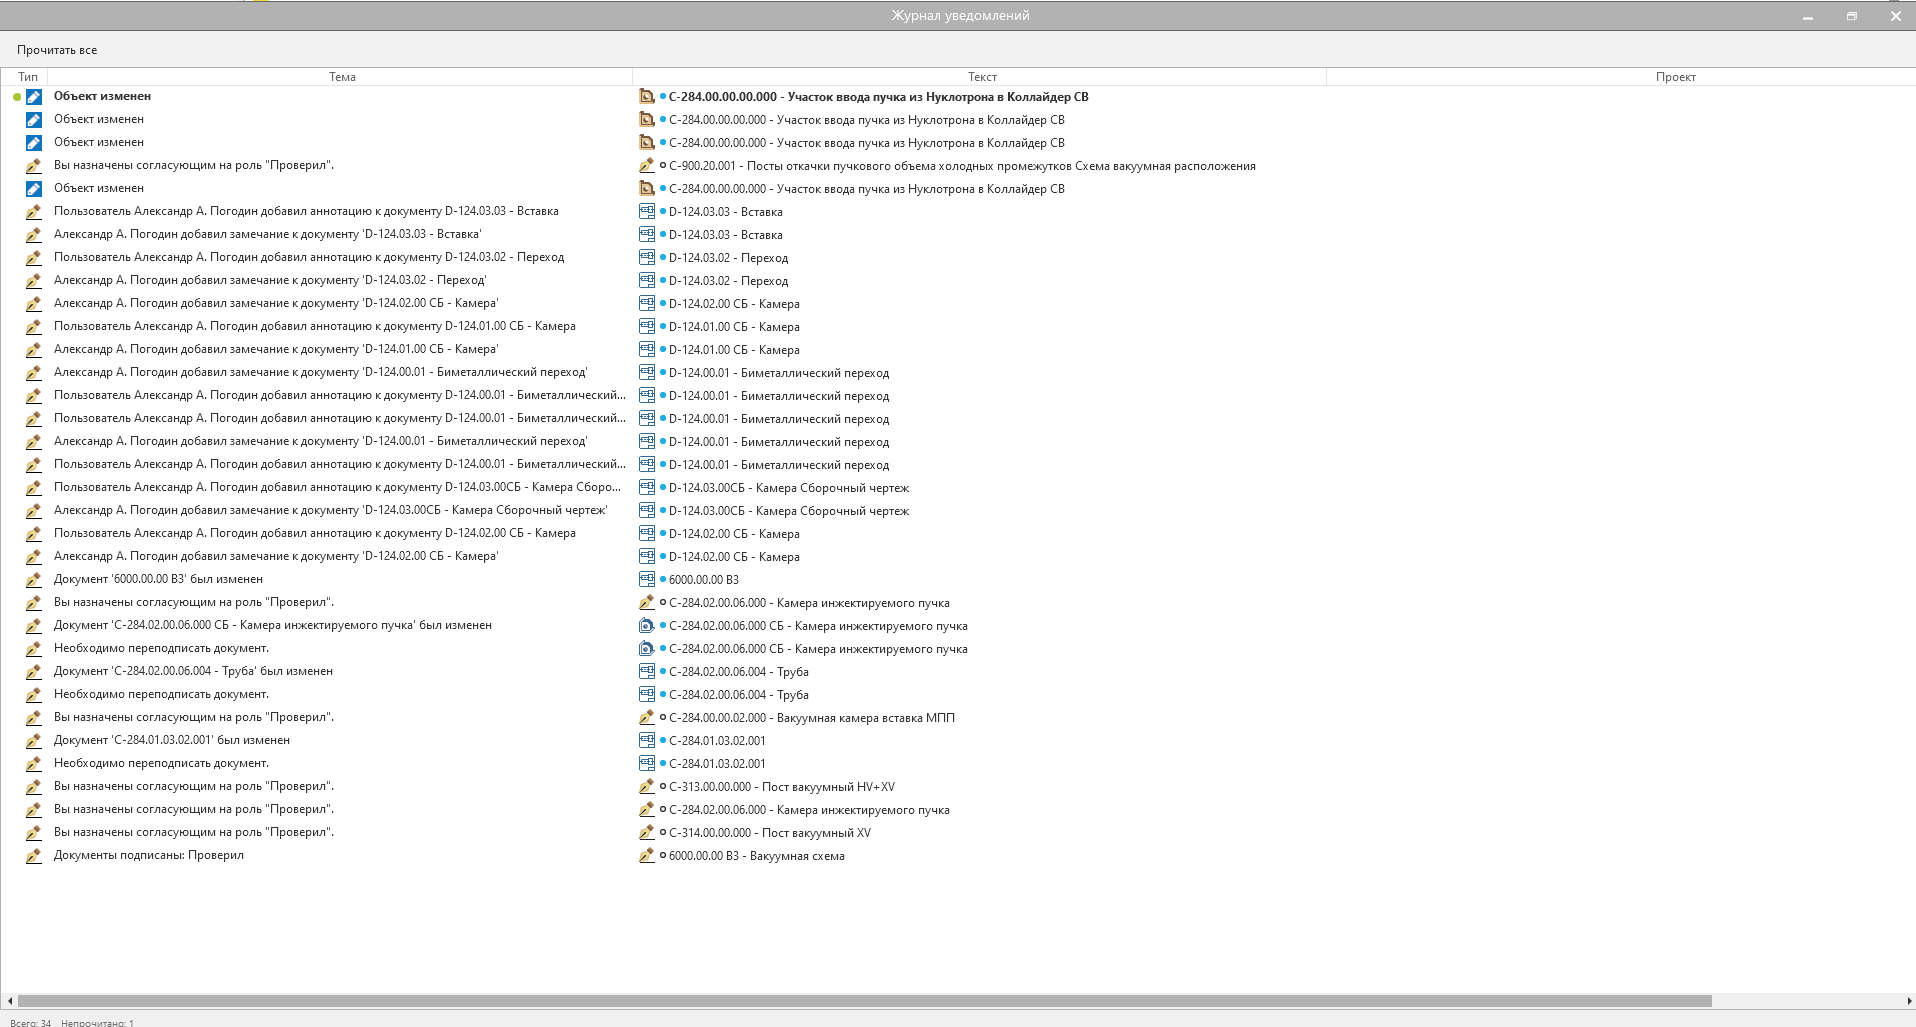 Журнал уведомлений
Прочитать все
Тип Тема Текст Проект
Объект изменен С-284.00.00.00.000 - Участок ввода пучка из Нуклотрона в Коллайдер СВ
Объект изменен С-284.00.00.00.000 - Участок ввода пучка из Нуклотрона в Коллайдер СВ
Объект изменен С-284.00.00.00.000 - Участок ввода пучка из Нуклотрона в Коллайдер СВ
Вы назначены согласующим на роль "Проверил". С-900.20.001 - Посты откачки пучкового объема холодных промежутков Схема вакуумная расположения
Объект изменен С-284.00.00.00.000 - Участок ввода пучка из Нуклотрона в Коллайдер СВ
Пользователь Александр А. Погодин добавил аннотацию к документу D-124.03.03 - Вставка D-124.03.03 - Вставка
Александр А. Погодин добавил замечание к документу 'D-124.03.03 - Вставка' D-124.03.03 - Вставка
Пользователь Александр А. Погодин добавил аннотацию к документу D-124.03.02 - Переход D-124.03.02 - Переход
Александр А. Погодин добавил замечание к документу 'D-124.03.02 - Переход' D-124.03.02 - Переход
Александр А. Погодин добавил замечание к документу 'D-124.02.00 СБ - Камера' D-124.02.00 СБ - Камера
Пользователь Александр А. Погодин добавил аннотацию к документу D-124.01.00 СБ - Камера D-124.01.00 СБ - Камера
Александр А. Погодин добавил замечание к документу 'D-124.01.00 СБ - Камера' D-124.01.00 СБ - Камера
Александр А. Погодин добавил замечание к документу 'D-124.00.01 - Биметаллический переход' D-124.00.01 - Биметаллический переход
Пользователь Александр А. Погодин добавил аннотацию к документу D-124.00.01 - Биметаллический... D-124.00.01 - Биметаллический переход
Пользователь Александр А. Погодин добавил аннотацию к документу D-124.00.01 - Биметаллический... D-124.00.01 - Биметаллический переход
Александр А. Погодин добавил замечание к документу 'D-124.00.01 - Биметаллический переход' D-124.00.01 - Биметаллический переход
Пользователь Александр А. Погодин добавил аннотацию к документу D-124.00.01 - Биметаллический... D-124.00.01 - Биметаллический переход
Пользователь Александр А. Погодин добавил аннотацию к документу D-124.03.00СБ - Камера Сборо... D-124.03.00СБ - Камера Сборочный чертеж
Александр А. Погодин добавил замечание к документу 'D-124.03.00СБ - Камера Сборочный чертеж' D-124.03.00СБ - Камера Сборочный чертеж
Пользователь Александр А. Погодин добавил аннотацию к документу D-124.02.00 СБ - Камера D-124.02.00 СБ - Камера
Александр А. Погодин добавил замечание к документу 'D-124.02.00 СБ - Камера' D-124.02.00 СБ - Камера
Документ '6000.00.00 В3' был изменен 6000.00.00 В3
Вы назначены согласующим на роль "Проверил". С-284.02.00.06.000 - Камера инжектируемого пучка
Документ 'С-284.02.00.06.000 СБ - Камера инжектируемого пучка' был изменен С-284.02.00.06.000 СБ - Камера инжектируемого пучка
Необходимо переподписать документ. С-284.02.00.06.000 СБ - Камера инжектируемого пучка
Документ 'С-284.02.00.06.004 - Труба' был изменен С-284.02.00.06.004 - Труба
Необходимо переподписать документ. С-284.02.00.06.004 - Труба
Вы назначены согласующим на роль "Проверил". С-284.00.00.02.000 - Вакуумная камера вставка МПП
Документ 'С-284.01.03.02.001' был изменен С-284.01.03.02.001
Необходимо переподписать документ. С-284.01.03.02.001
Вы назначены согласующим на роль "Проверил". С-313.00.00.000 - Пост вакуумный HV+XV
Вы назначены согласующим на роль "Проверил". С-284.02.00.06.000 - Камера инжектируемого пучка
Вы назначены согласующим на роль "Проверил". С-314.00.00.000 - Пост вакуумный XV
Документы подписаны: Проверил 6000.00.00 В3 - Вакуумная схема
Всего: 34 Непрочитано: 1